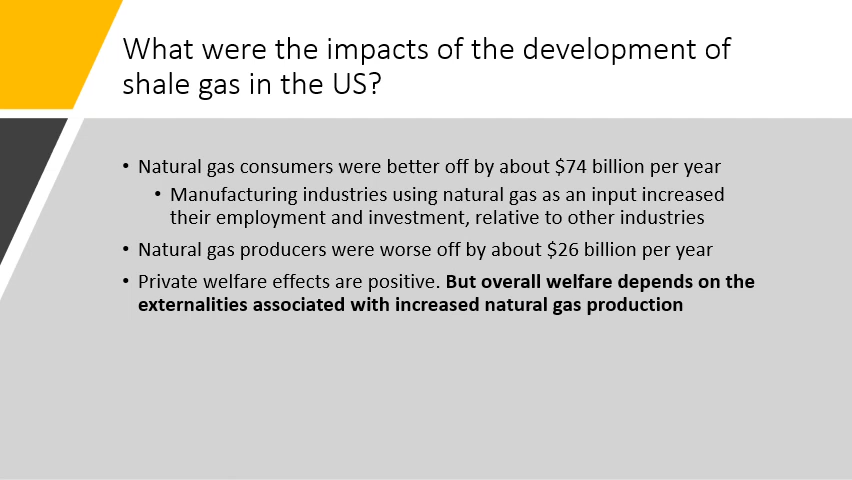 What were the impacts of the development of
shale gas in the US?
• Natural gas consumers were better off by about $74 billion per year
• Manufacturing industries using natural gas as an input increased
their employment and investment, relative to other industries
• Natural gas producers were worse off by about $26 billion per year
• Private welfare effects are positive. But overall welfare depends on the
externalities associated with increased natural gas production